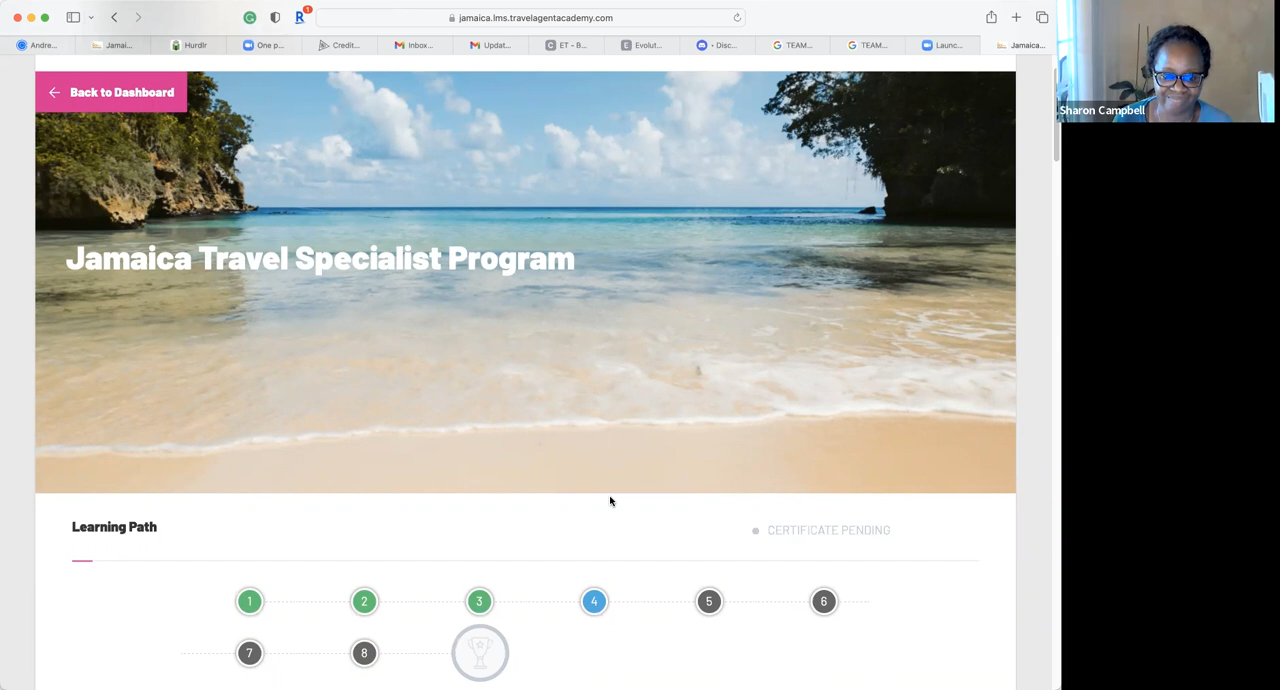 1
jamaica.lms.travelagentacademy.com
Andre...
Jamai...
Hurdlr
One p...
Credit...
Inbox...
Updat...
ET – B...
Evolut...
• Disc...
TEAM...
TEAM...
Launc...
Jamaica...
Sharon Campbell
Back to Dashboard
Jamaica Travel Specialist Program
Learning Path
CERTIFICATE PENDING
1 2 3 4 5 6
7 8